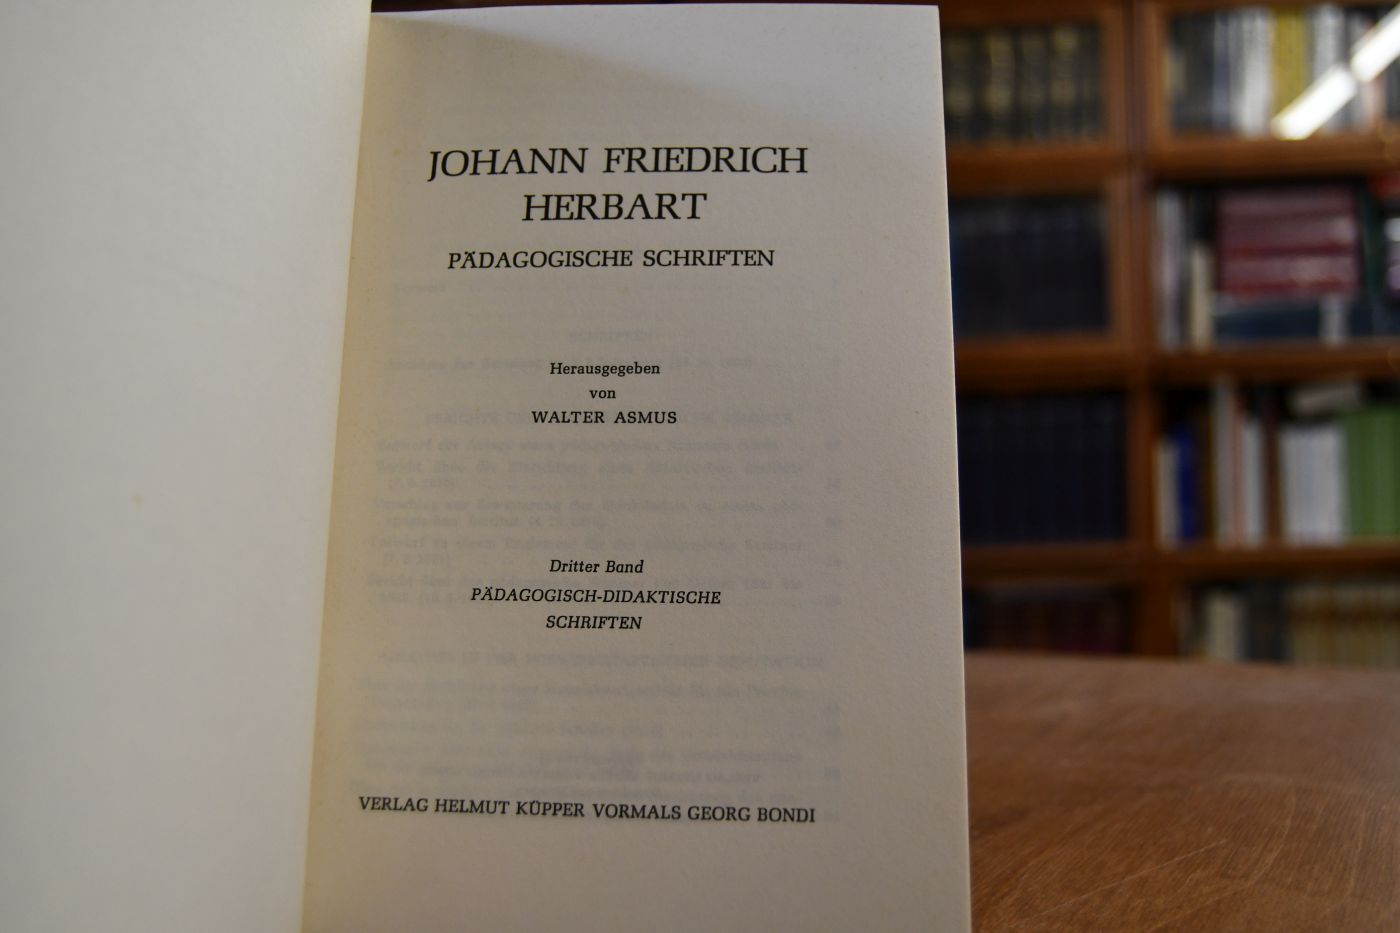 JOHANN FRIEDRICH
HERBART
PÄDAGOGISCHE SCHRIFTEN
Herausgegeben
von
WALTER ASMUS
Dritter Band
PÄDAGOGISCH-DIDAKTISCHE
SCHRIFTEN
VERLAG HELMUT KÜPPER VORMALS GEORG BONDI